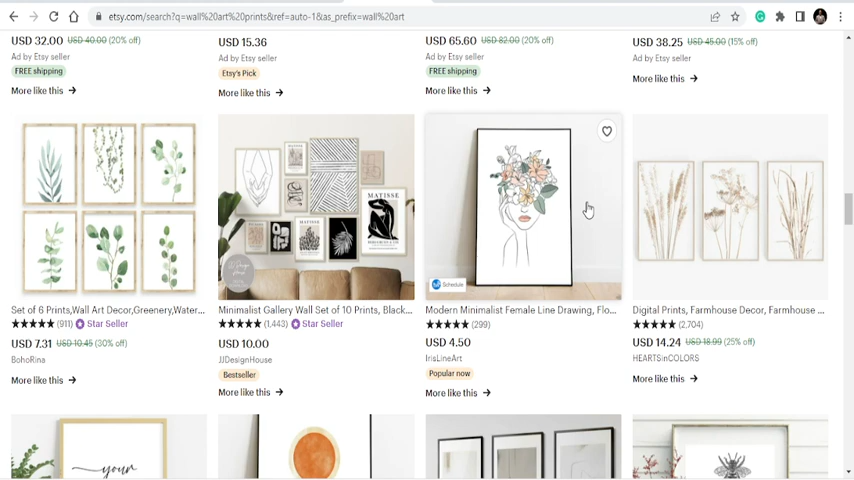 etsy.com/search?q=wall%20art%20prints&ref=auto-1&as_prefix=wall%20art
USD 32.00 USD 40.00 (20% off)
Ad by Etsy seller
FREE shipping
More like this →
USD 15.36
Ad by Etsy seller
Etsy's Pick
More like this →
USD 65.60 USD 82.00 (20% off)
Ad by Etsy seller
FREE shipping
More like this →
USD 38.25 USD 45.00 (15% off)
Ad by Etsy seller
More like this →
Set of 6 Prints,Wall Art Decor,Greenery,Water...
(911) Star Seller
USD 7.31 USD 10.45 (30% off)
BohoRina
More like this →
MATISSE
MATISSE
Minimalist Gallery Wall Set of 10 Prints, Black...
(1,443) Star Seller
USD 10.00
JJDesignHouse
Bestseller
More like this →
Schedule
Modern Minimalist Female Line Drawing, Flo...
(299)
USD 4.50
IrisLineArt
Popular now
More like this →
Digital Prints, Farmhouse Decor, Farmhouse ...
(2,704)
USD 14.24 USD 18.99 (25% off)
HEARTSinCOLORS
More like this →
your